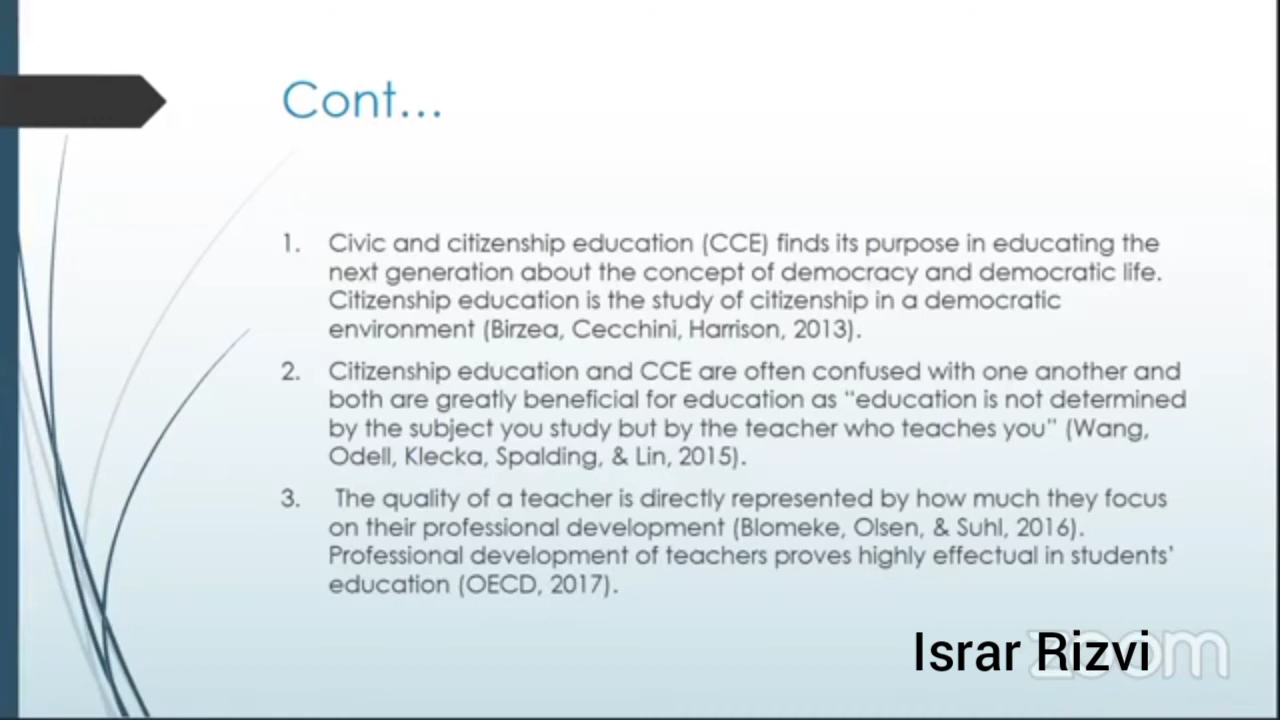 Cont...
1. Civic and citizenship education (CCE) finds its purpose in educating the
next generation about the concept of democracy and democratic life.
Citizenship education is the study of citizenship in a democratic
environment (Birzea, Cecchini, Harrison, 2013).
2. Citizenship education and CCE are often confused with one another and
both are greatly beneficial for education as “education is not determined
by the subject you study but by the teacher who teaches you” (Wang,
Odell, Klecka, Spalding, & Lin, 2015).
3. The quality of a teacher is directly represented by how much they focus
on their professional development (Blomeke, Olsen, & Suhl, 2016).
Professional development of teachers proves highly effectual in students’
education (OECD, 2017).
Israr Rizvi
zoom